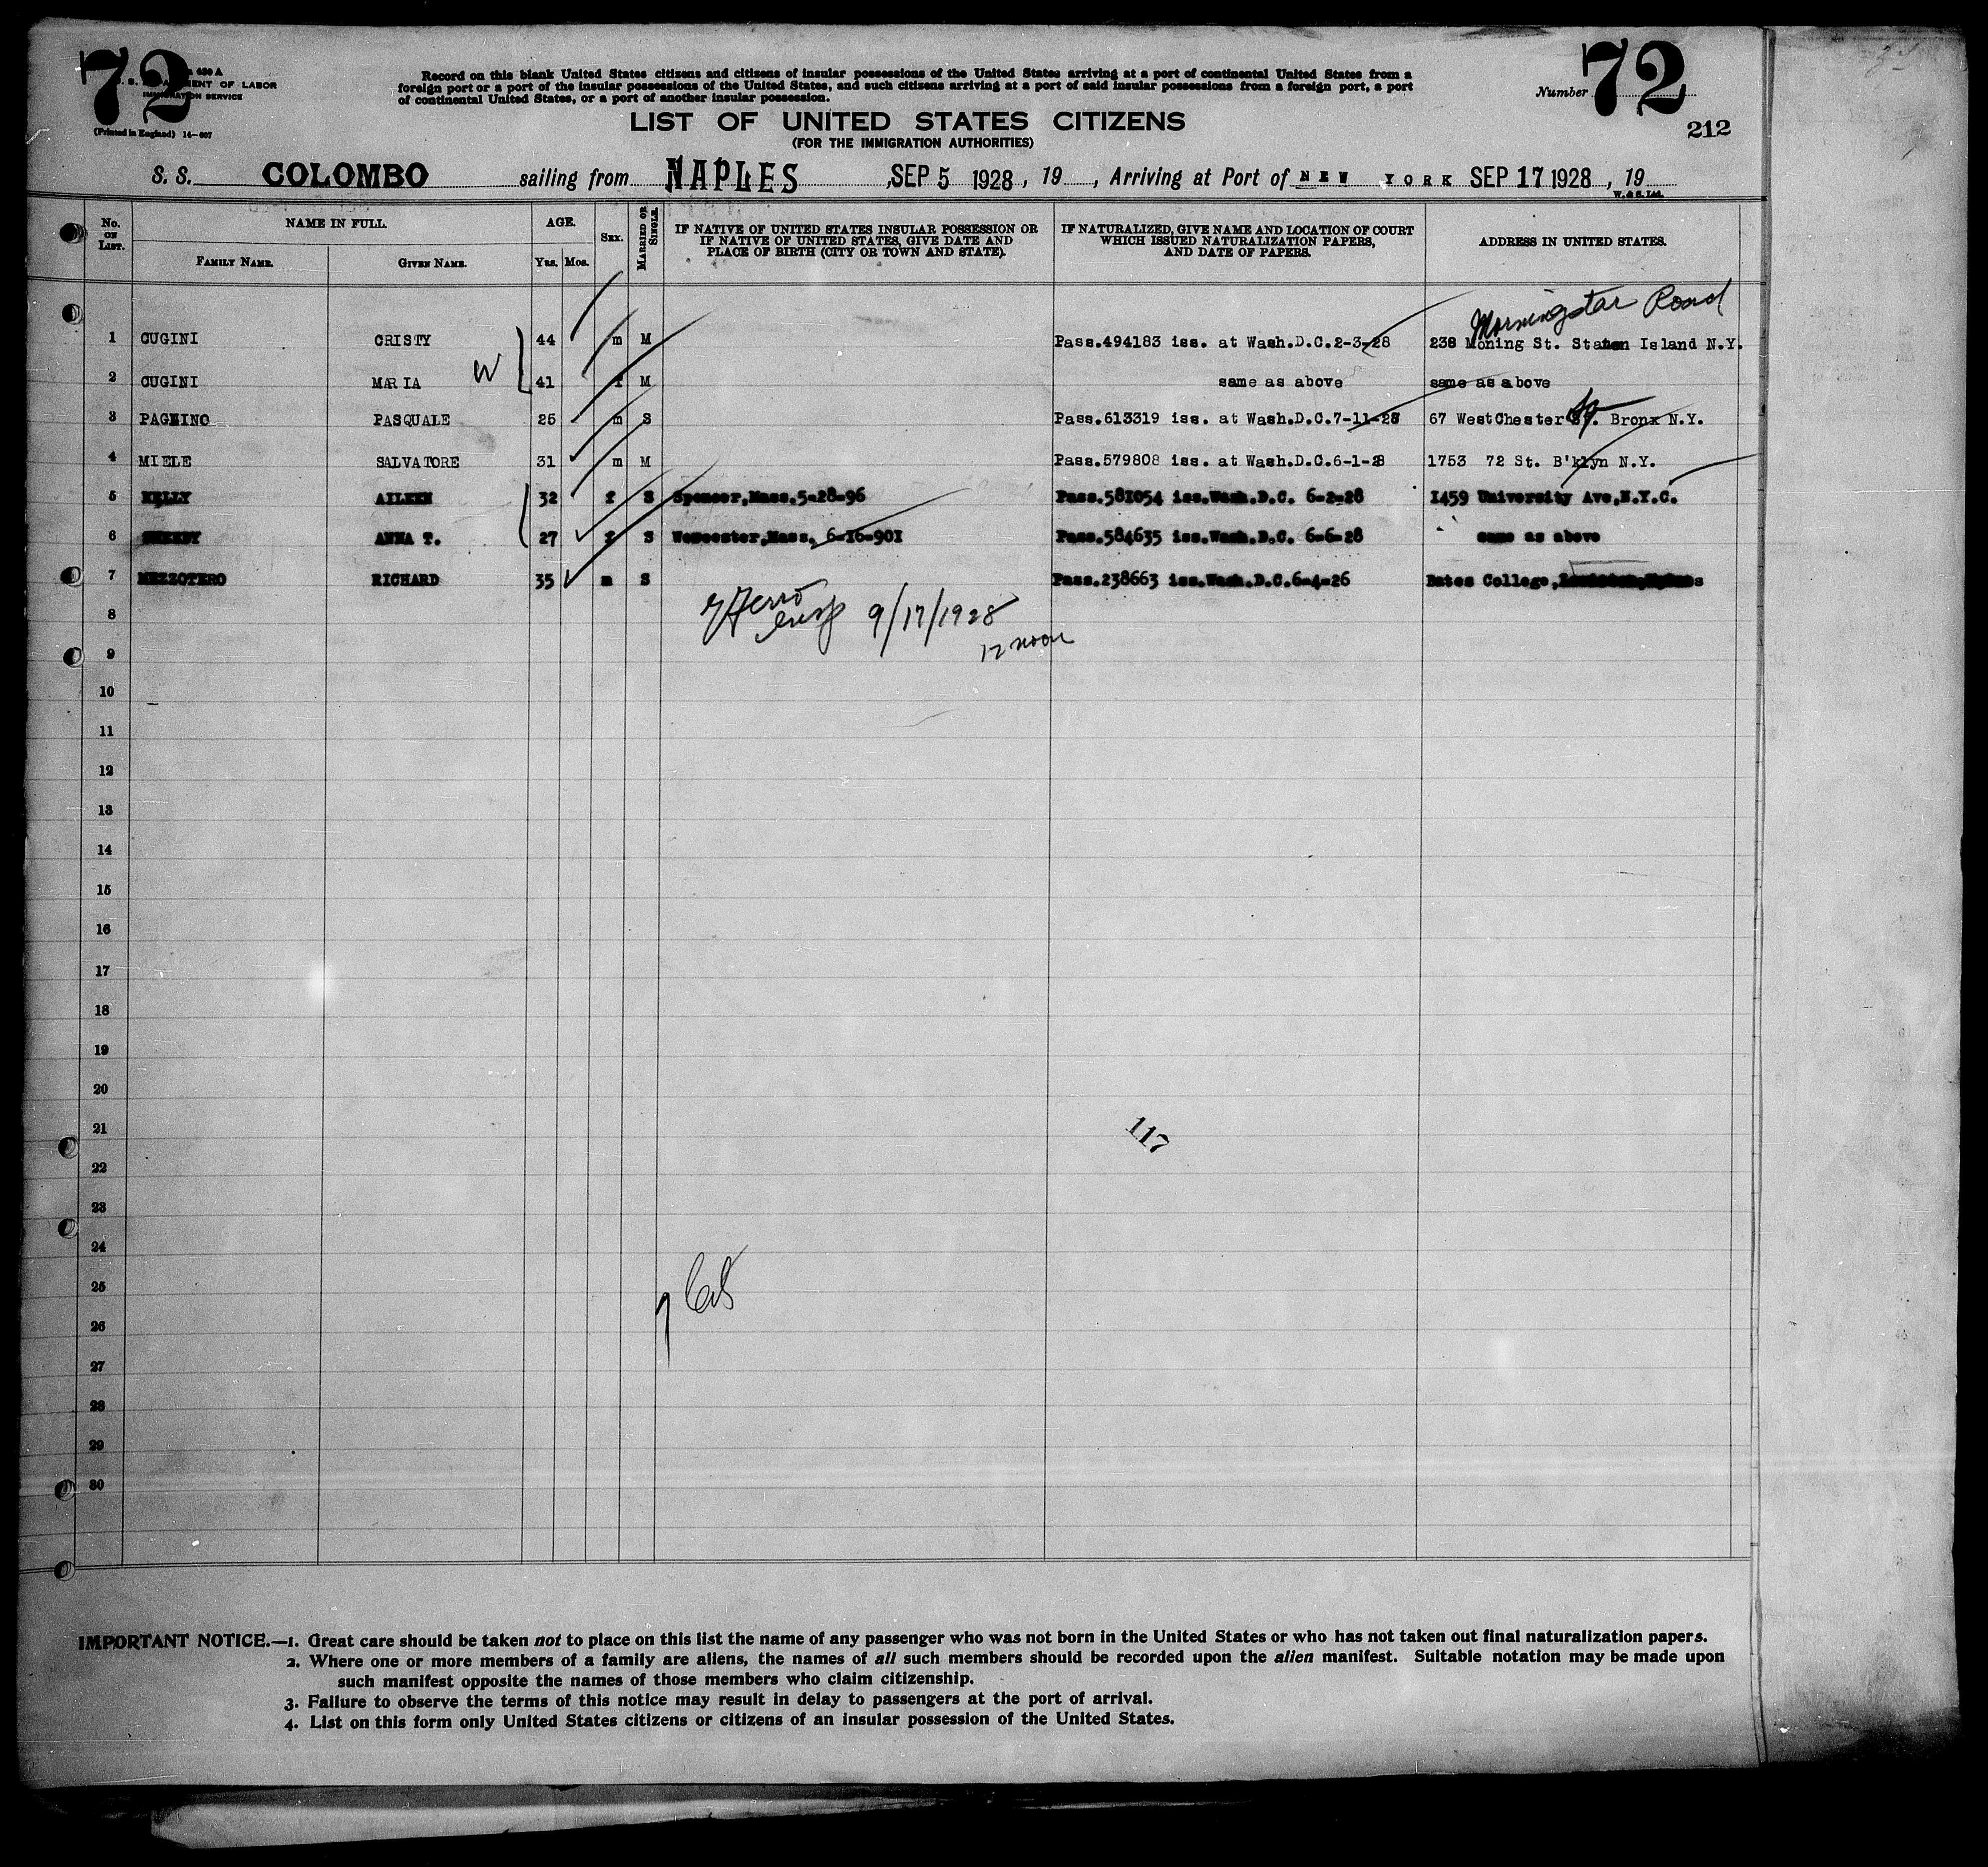 72
U. S. DEPARTMENT OF LABOR
IMMIGRATION SERVICE
(Printed in England) 14—807
Record on this blank United States citizens and citizens of insular possessions of the United States arriving at a port of continental United States from a
foreign port or a port of the insular possessions of the United States, and such citizens arriving at a port of said insular possessions from a foreign port, a port
of continental United States, or a port of another insular possession.
Number 72
212
LIST OF UNITED STATES CITIZENS
(FOR THE IMMIGRATION AUTHORITIES)
S. S. COLOMBO sailing from NAPLES, SEP 5 1928, 19 , Arriving at Port of NEW YORK SEP 17 1928, 19
W. & S. Ltd.
No. ON LIST. NAME IN FULL. AGE. SEX. MARRIED OR SINGLE. IF NATIVE OF UNITED STATES INSULAR POSSESSION OR IF NATIVE OF UNITED STATES, GIVE DATE AND PLACE OF BIRTH (CITY OR TOWN AND STATE). IF NATURALIZED, GIVE NAME AND LOCATION OF COURT WHICH ISSUED NATURALIZATION PAPERS, AND DATE OF PAPERS. ADDRESS IN UNITED STATES.
FAMILY NAME. GIVEN NAME. Yrs. Mos.
Morningstar Road
1 CUGINI CRISTY 44 m M Pass.494183 iss. at Wash.D.C.2-3-28 238 Moning St. Staten Island N.Y.
2 CUGINI MARIA W 41 f M same as above same as above
3 PAGNINO PASQUALE 25 m S Pass.613319 iss. at Wash.D.C.7-11-28 67 WestChester St. Bronx N.Y.
4 MIELE SALVATORE 31 m M Pass.579808 iss. at Wash.D.C.6-1-28 1753 72 St. B'klyn N.Y.
5 KELLY AILEEN 32 f S Spencer,Mass.5-28-96 Pass.581054 iss.Wash.D.C. 6-2-28 1459 University Ave,N.Y.C.
6 SHEEDY ANNA T. 27 f S Worcester,Mass. 6-16-901 Pass.584635 iss.Wash.D.C. 6-6-28 same as above
7 MEZZOTERO RICHARD 35 m S Pass.238663 iss.Wash.D.C.6-4-26 Bates College,
8
9/17/1928
12 noon
9
10
11
12
13
14
15
16
17
18
19
20
21
117
22
23
24
25
26
27
28
29
30
IMPORTANT NOTICE.—1. Great care should be taken not to place on this list the name of any passenger who was not born in the United States or who has not taken out final naturalization papers.
2. Where one or more members of a family are aliens, the names of all such members should be recorded upon the alien manifest. Suitable notation may be made upon
such manifest opposite the names of those members who claim citizenship.
3. Failure to observe the terms of this notice may result in delay to passengers at the port of arrival.
4. List on this form only United States citizens or citizens of an insular possession of the United States.